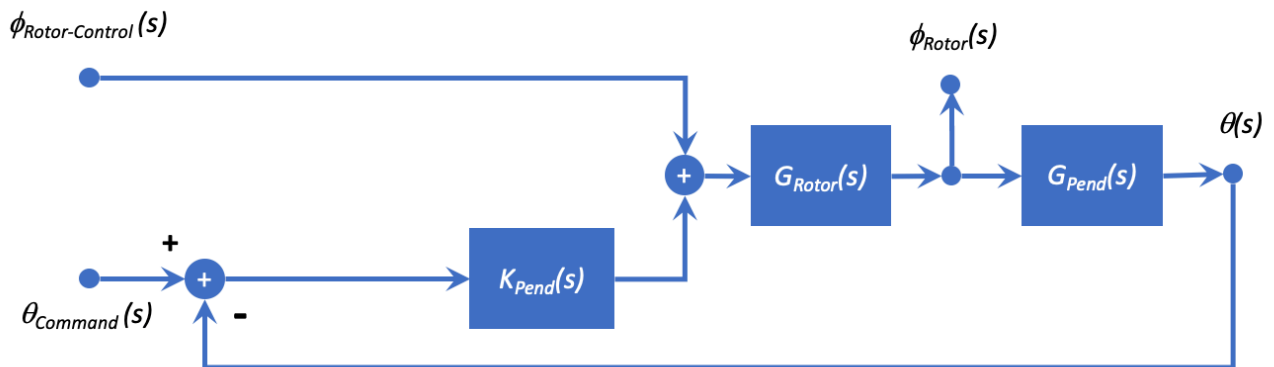 ϕRotor-Control(s)
ϕRotor(s)
θ(s)
+
GRotor(s)
GPend(s)
+
+
KPend(s)
θCommand(s)
-